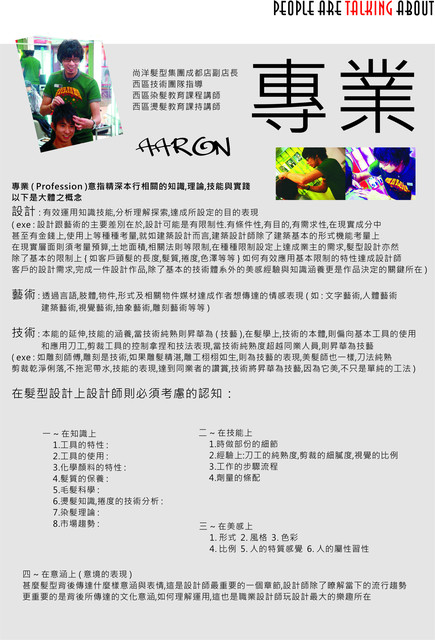 PEOPLE ARE TALKING ABOUT
尚洋髮型集團成都店副店長
西區技術團隊指導
西區染髮教育課程講師
西區燙髮教育課持講師
專業
AARON
專業 ( Profession )意指精深本行相關的知識,理論,技能與實踐
以下是大體之概念
設計 : 有效運用知識技能,分析理解探索,達成所設定的目的表現
( exe : 設計跟藝術的主要差別在於,設計可能是有限制性,有條件性,有目的,有需求性,在現實成分中
甚至有金錢上,使用上等種種考量,就如建築設計而言,建築設計師除了建築基本的形式機能考量上
在現實層面則須考量預算,土地面積,相關法則等限制,在種種限制設定上達成業主的需求,髮型設計亦然
除了基本的限制上 ( 如客戶頭髮的長度,髮質,捲度,色澤等等 ) 如何有效應用基本限制的特性達成設計師
客戶的設計需求,完成一件設計作品,除了基本的技術體系外的美感經驗與知識涵養更是作品決定的關鍵所在 )
藝術 : 透過言語,肢體,物件,形式及相關物件媒材達成作者想傳達的情感表現 ( 如 : 文字藝術,人體藝術
建築藝術,視覺藝術,抽象藝術,雕刻藝術等等 )
技術 : 本能的延伸,技能的涵養,當技術純熟則昇華為 ( 技藝 ) ,在髮學上,技術的本體,則偏向基本工具的使用
和應用刀工,剪裁工具的控制拿捏和技法表現,當技術純熟度超越同業人員,則昇華為技藝
( exe : 如雕刻師傅,雕刻是技術,如果雕髮精湛,雕工栩栩如生,則為技藝的表現,美髮師也一樣,刀法純熟
剪裁乾淨俐落,不拖泥帶水,技能的表現,達到同業者的讚賞,技術將昇華為技藝,因為它美,不只是單純的工法 )
在髮型設計上設計師則必須考慮的認知 :
一 ~ 在知識上
1.工具的特性 :
2.工具的使用 :
3.化學顏料的特性 :
4.髮質的保養 :
5.毛髮科學 :
6.燙髮知識,捲度的技術分析 :
7.染髮理論 :
8.市場趨勢 :
二 ~ 在技能上
1.時做部份的細節
2.經驗上:刀工的純熟度,剪裁的細膩度,視覺的比例
3.工作的步驟流程
4.劑量的條配
三 ~ 在美感上
1. 形式 2. 風格 3. 色彩
4. 比例 5. 人的特質感覺 6. 人的屬性習性
四 ~ 在意涵上 ( 意境的表現 )
甚麼髮型背後傳達什麼樣意涵與表情,這是設計師最重要的一個章節,設計師除了瞭解當下的流行趨勢
更重要的是背後所傳達的文化意涵,如何理解運用,這也是職業設計師玩設計最大的樂趣所在